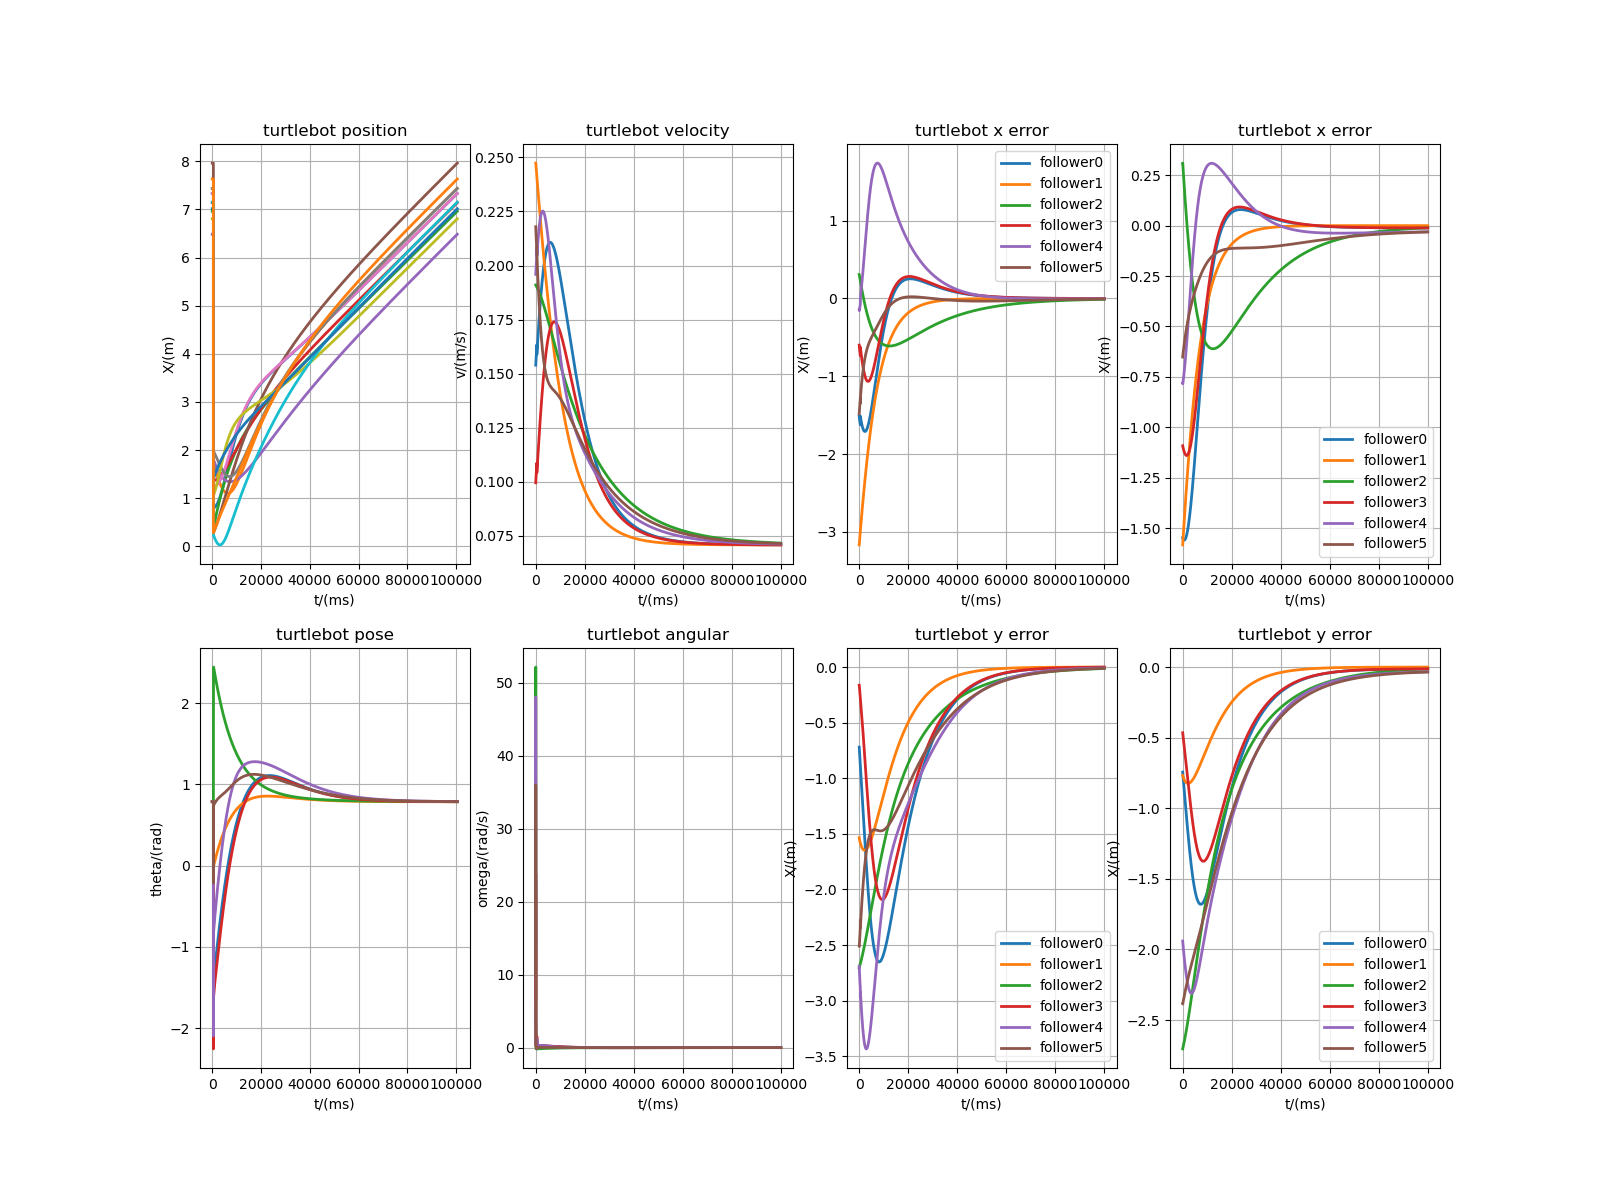 turtlebot position
X/(m)
8
7
6
5
4
3
2
1
0
0 20000 40000 60000 80000 100000
t/(ms)
turtlebot velocity
v/(m/s)
0.250
0.225
0.200
0.175
0.150
0.125
0.100
0.075
0 20000 40000 60000 80000 100000
t/(ms)
turtlebot x error
X/(m)
1
0
−1
−2
−3
follower0
follower1
follower2
follower3
follower4
follower5
0 20000 40000 60000 80000 100000
t/(ms)
turtlebot x error
X/(m)
0.25
0.00
−0.25
−0.50
−0.75
−1.00
−1.25
−1.50
follower0
follower1
follower2
follower3
follower4
follower5
0 20000 40000 60000 80000 100000
t/(ms)
turtlebot pose
theta/(rad)
2
1
0
−1
−2
0 20000 40000 60000 80000 100000
t/(ms)
turtlebot angular
omega/(rad/s)
50
40
30
20
10
0
0 20000 40000 60000 80000 100000
t/(ms)
turtlebot y error
X/(m)
0.0
−0.5
−1.0
−1.5
−2.0
−2.5
−3.0
−3.5
follower0
follower1
follower2
follower3
follower4
follower5
0 20000 40000 60000 80000 100000
t/(ms)
turtlebot y error
X/(m)
0.0
−0.5
−1.0
−1.5
−2.0
−2.5
follower0
follower1
follower2
follower3
follower4
follower5
0 20000 40000 60000 80000 100000
t/(ms)